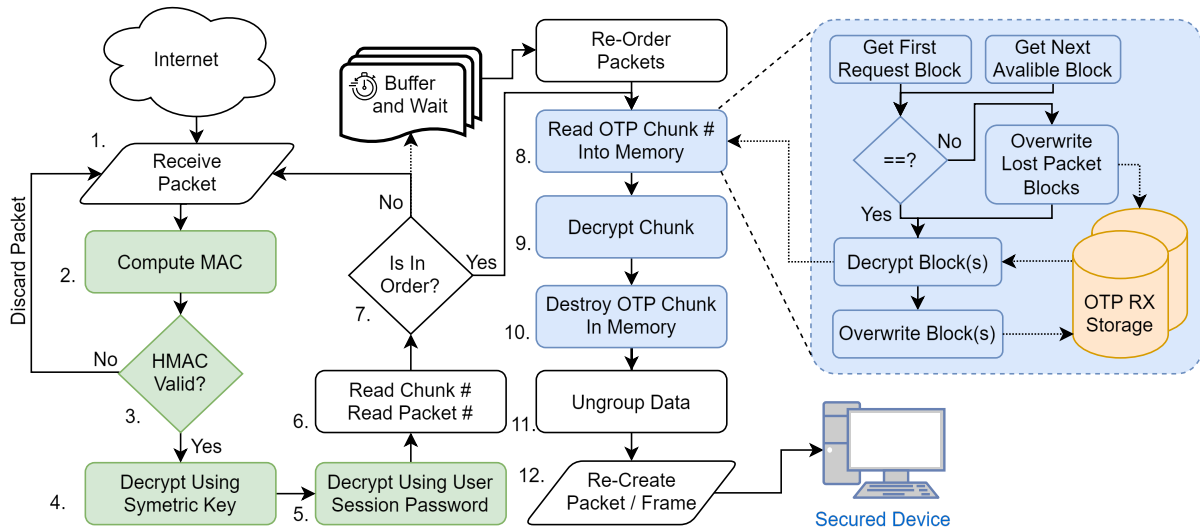 Internet
1.
Receive
Packet
Discard Packet
2.
Compute MAC
No
HMAC
Valid?
3.
Yes
4.
Decrypt Using
Symetric Key
5.
Decrypt Using User
Session Password
6.
Read Chunk #
Read Packet #
7.
Is In
Order?
No
Yes
Buffer
and Wait
Re-Order
Packets
8.
Read OTP Chunk #
Into Memory
9.
Decrypt Chunk
10.
Destroy OTP Chunk
In Memory
11.
Ungroup Data
12.
Re-Create
Packet / Frame
Secured Device
Get First
Request Block
Get Next
Avalible Block
==?
No
Yes
Overwrite
Lost Packet
Blocks
Decrypt Block(s)
Overwrite Block(s)
OTP RX
Storage